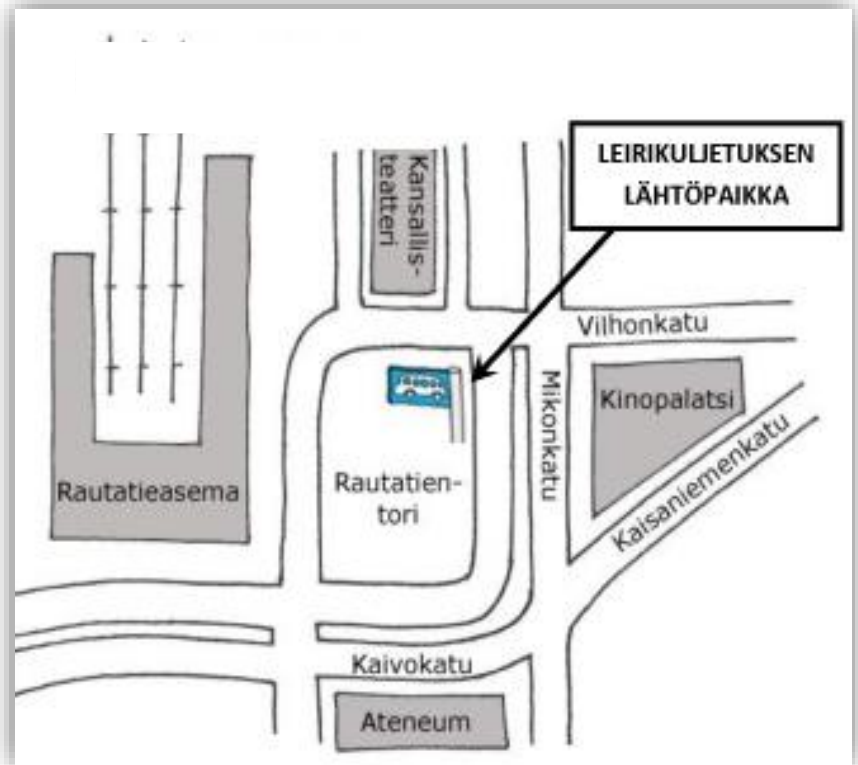 LEIRIKULJETUKSEN
LÄHTÖPAIKKA
Kansallis-
teatteri
Vilhonkatu
Mikonkatu
Kinopalatsi
Kaisaniemenkatu
Rautatieasema
Rautatien-
tori
Kaivokatu
Ateneum